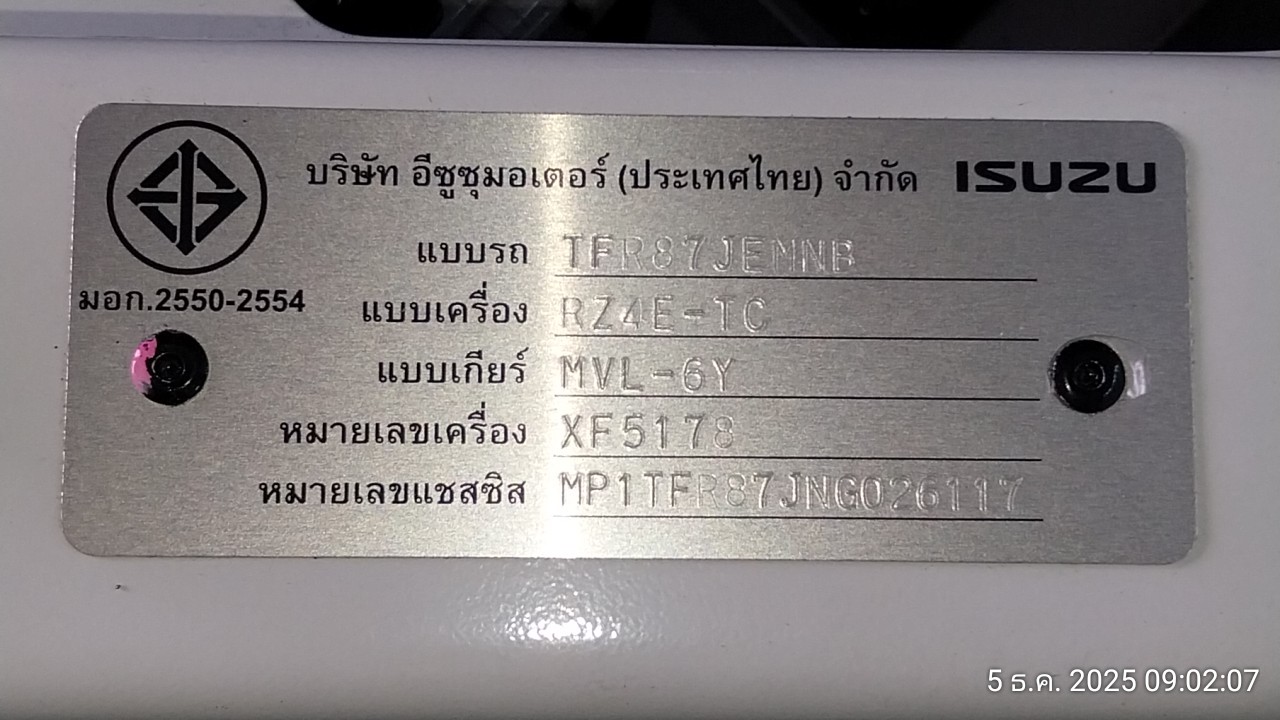 บริษัท อีซูซุมอเตอร์ (ประเทศไทย) จำกัด ISUZU
แบบรถ TFR87JEMNB
มอก.2550-2554
แบบเครื่อง RZ4E-TC
แบบเกียร์ MVL-6Y
หมายเลขเครื่อง XF5178
หมายเลขแชสซิส MP1TFR87JNG026117
5 ธ.ค. 2025 09:02:07